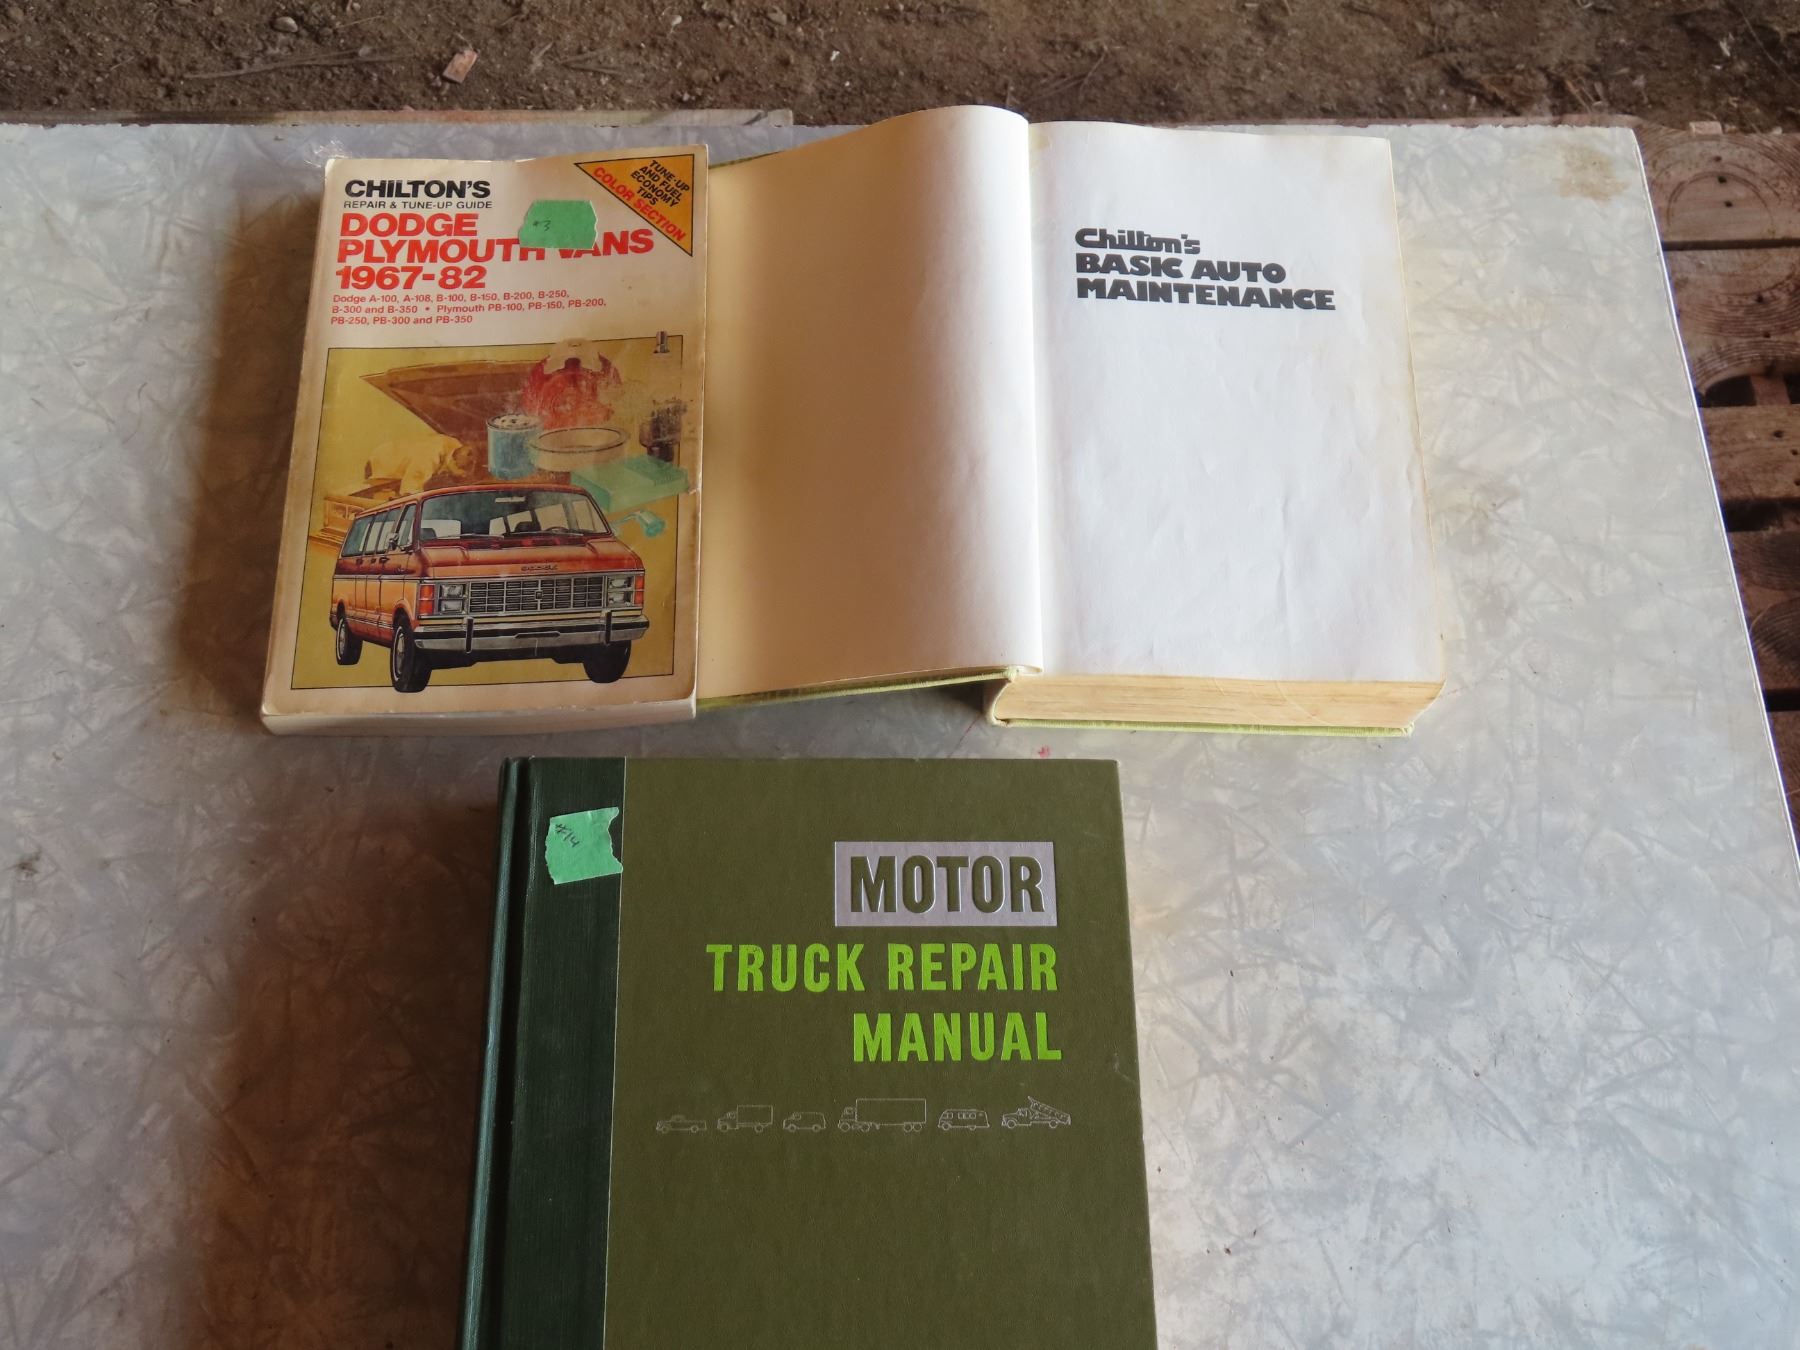 CHILTON'S
REPAIR & TUNE-UP GUIDE
DODGE
PLYMOUTH VANS
1967-82
Dodge A-100, A-108, B-100, B-150, B-200, B-250,
B-300 and B-350 • Plymouth PB-100, PB-150, PB-200,
PB-250, PB-300 and PB-350
TUNE-UP
AND FUEL
ECONOMY
TIPS
COLOR SECTION
#3
DODGE
Chilton's
BASIC AUTO
MAINTENANCE
#14
MOTOR
TRUCK REPAIR
MANUAL